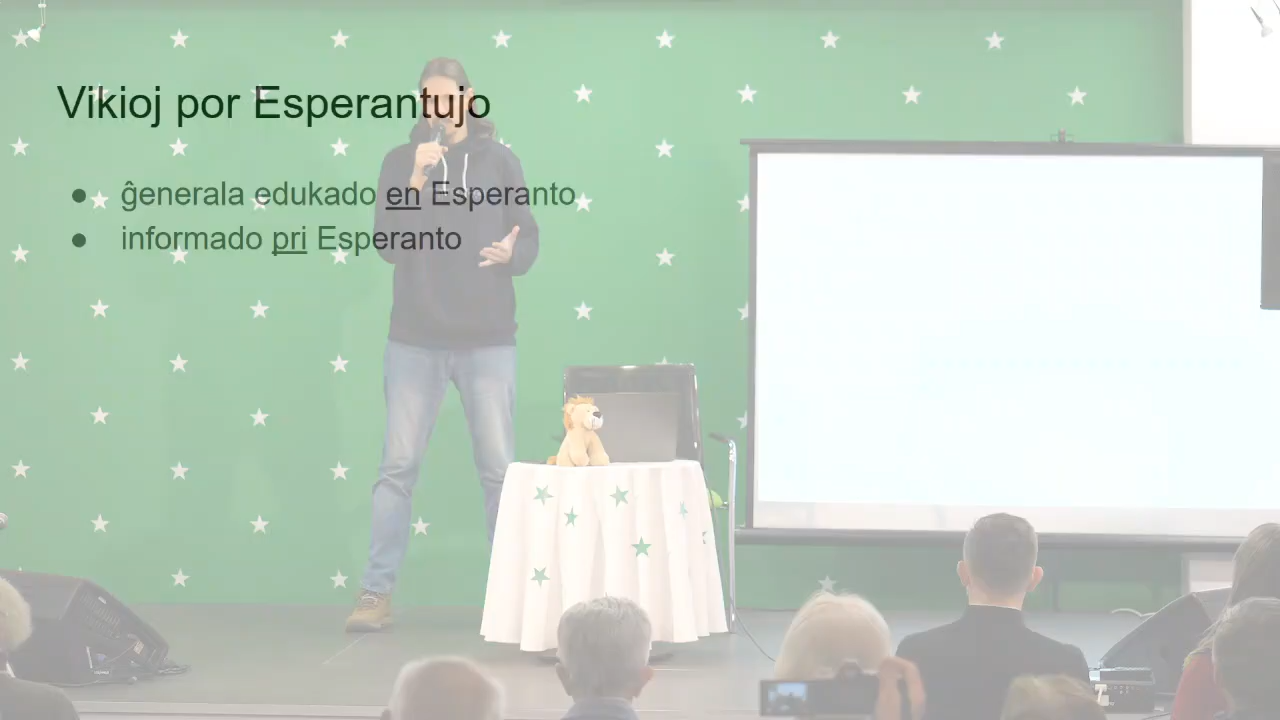 Vikioj por Esperantujo
● ĝenerala edukado en Esperanto
● informado pri Esperanto